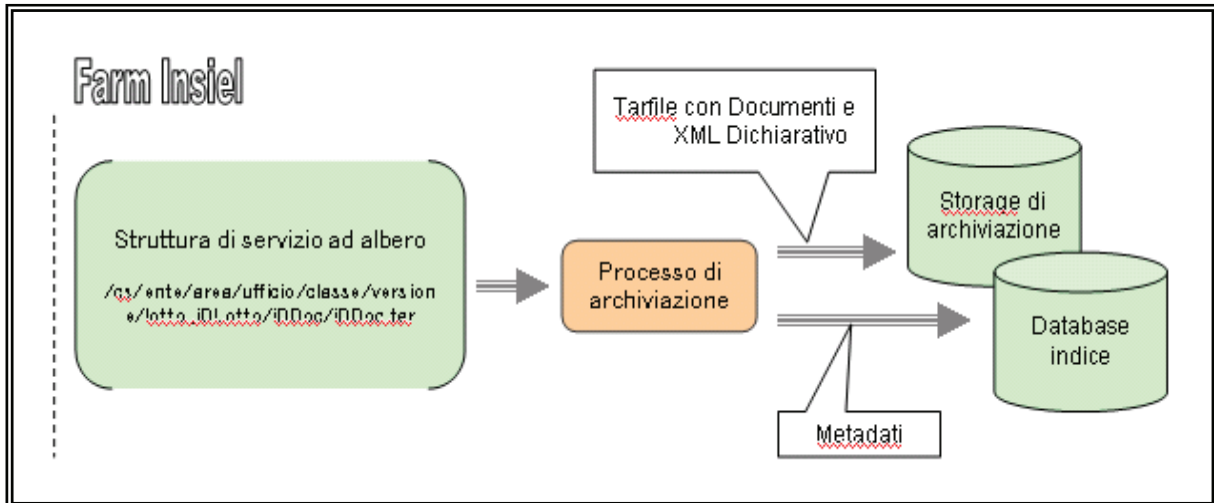 Farm Insiel
Tarfile con Documenti e
XML Dichiarativo
Struttura di servizio ad albero
/cs/ente/area/ufficio/classe/version
e/lotto_iDLotto/iDDoc/iDDoc.ter
Processo di
archiviazione
Storage di
archiviazione
Database
indice
Metadati